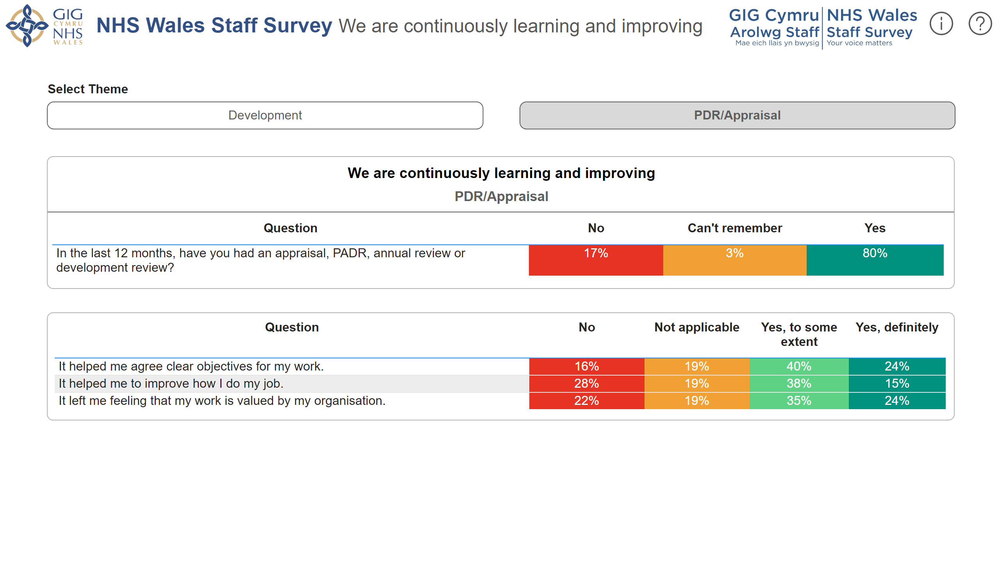 GIG
CYMRU
NHS
WALES
NHS Wales Staff Survey We are continuously learning and improving
GIG Cymru
Arolwg Staff
Mae eich llais yn bwysig
NHS Wales
Staff Survey
Your voice matters
i
?
Select Theme
Development
PDR/Appraisal
We are continuously learning and improving
PDR/Appraisal
Question No Can't remember Yes
In the last 12 months, have you had an appraisal, PADR, annual review or 17% 3% 80%
development review?
Question No Not applicable Yes, to some Yes, definitely
extent
It helped me agree clear objectives for my work. 16% 19% 40% 24%
It helped me to improve how I do my job. 28% 19% 38% 15%
It left me feeling that my work is valued by my organisation. 22% 19% 35% 24%